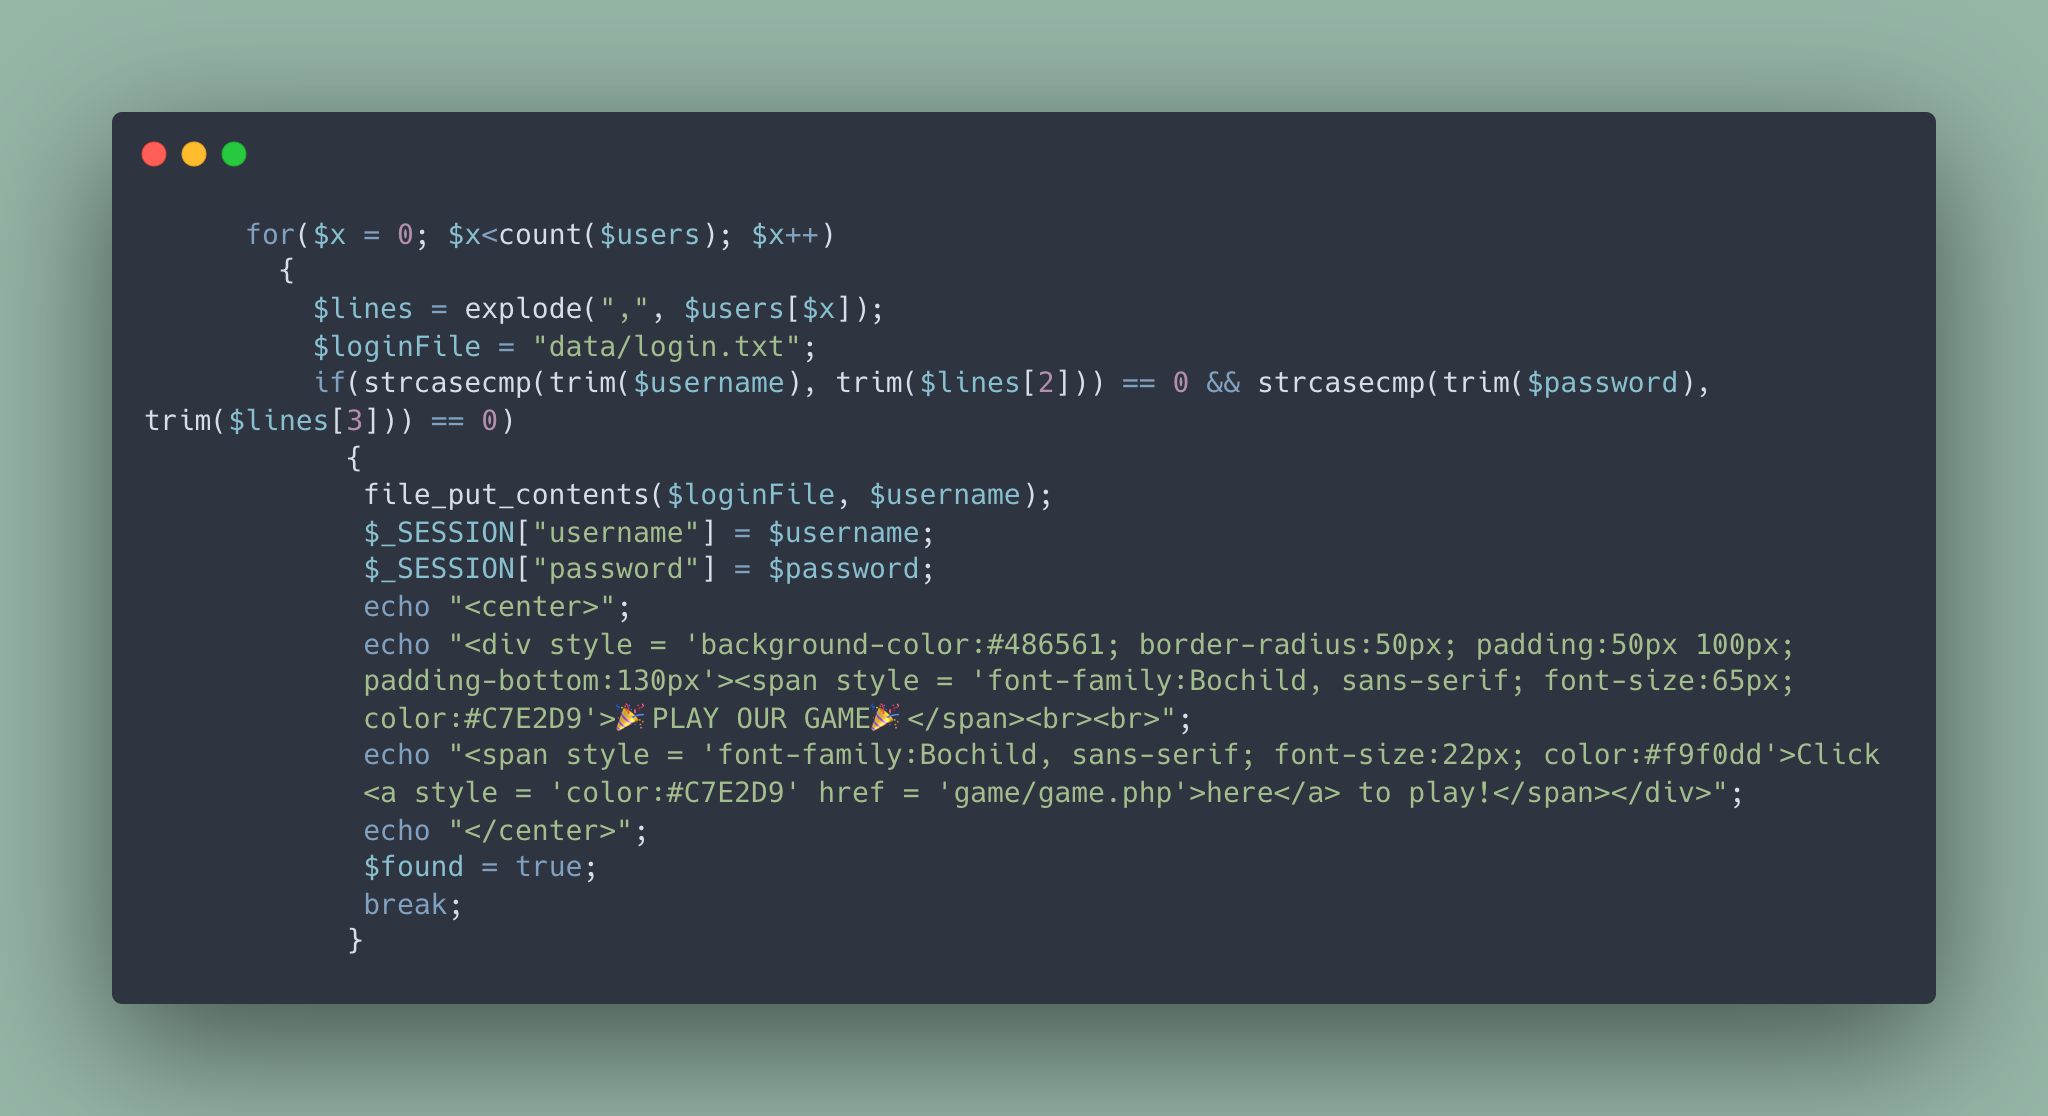 for($x = 0; $x<count($users); $x++)
{
$lines = explode(",", $users[$x]);
$loginFile = "data/login.txt";
if(strcasecmp(trim($username), trim($lines[2])) == 0 && strcasecmp(trim($password),
trim($lines[3])) == 0)
{
file_put_contents($loginFile, $username);
$_SESSION["username"] = $username;
$_SESSION["password"] = $password;
echo "<center>";
echo "<div style = 'background-color:#486561; border-radius:50px; padding:50px 100px;
padding-bottom:130px'><span style = 'font-family:Bochild, sans-serif; font-size:65px;
color:#C7E2D9'>🎉PLAY OUR GAME🎉</span><br><br>";
echo "<span style = 'font-family:Bochild, sans-serif; font-size:22px; color:#f9f0dd'>Click
<a style = 'color:#C7E2D9' href = 'game/game.php'>here</a> to play!</span></div>";
echo "</center>";
$found = true;
break;
}